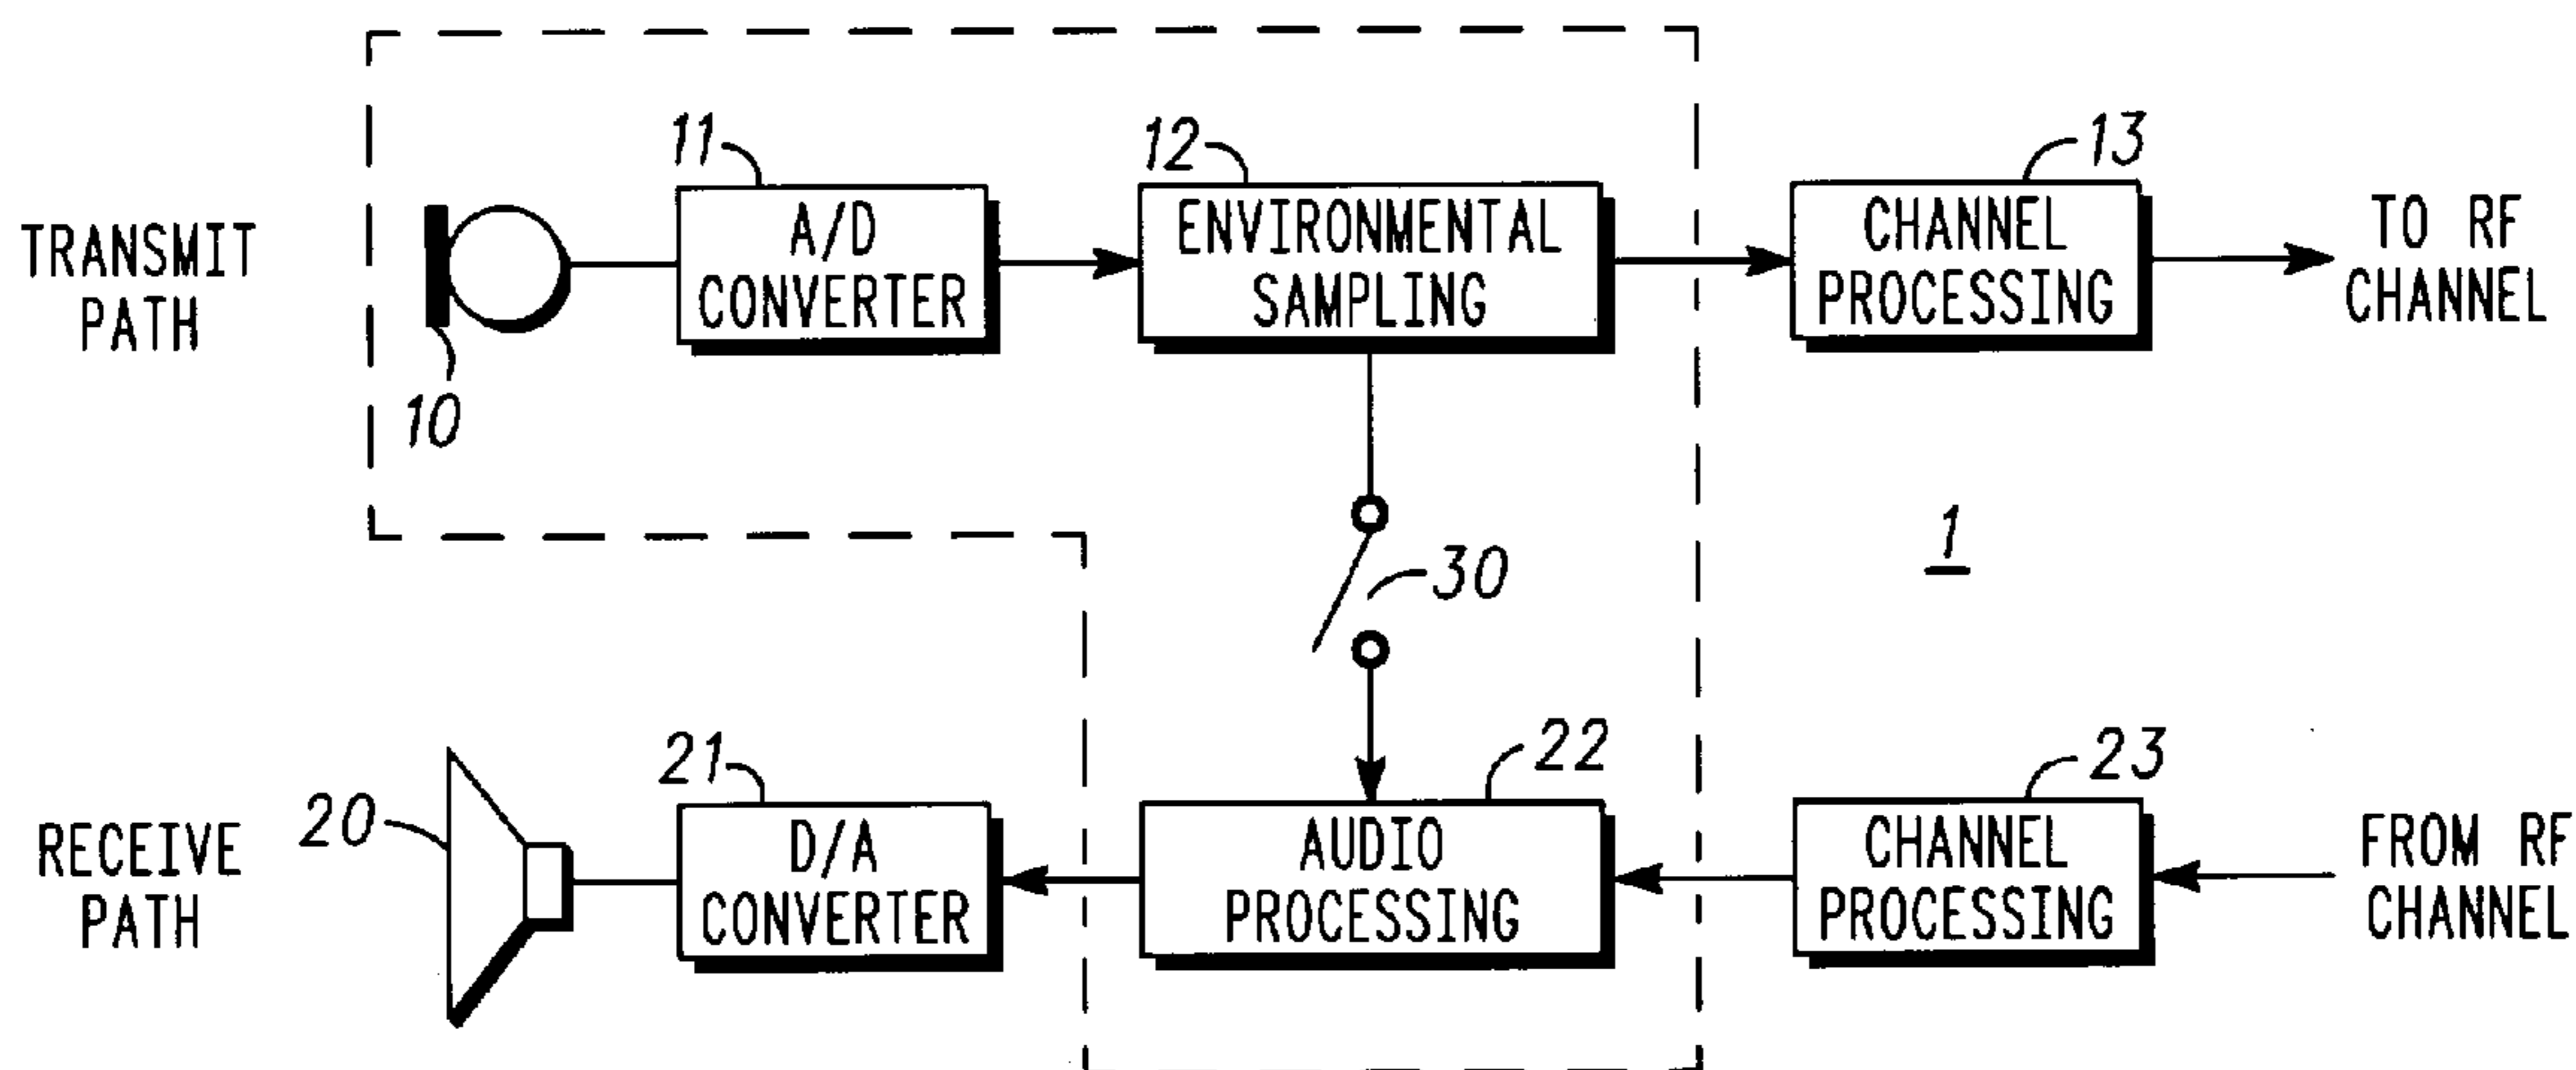 11
12
13
TRANSMIT
PATH
A/D
CONVERTER
ENVIRONMENTAL
SAMPLING
CHANNEL
PROCESSING
TO RF
CHANNEL
10
30
1
20
21
22
23
RECEIVE
PATH
D/A
CONVERTER
AUDIO
PROCESSING
CHANNEL
PROCESSING
FROM RF
CHANNEL